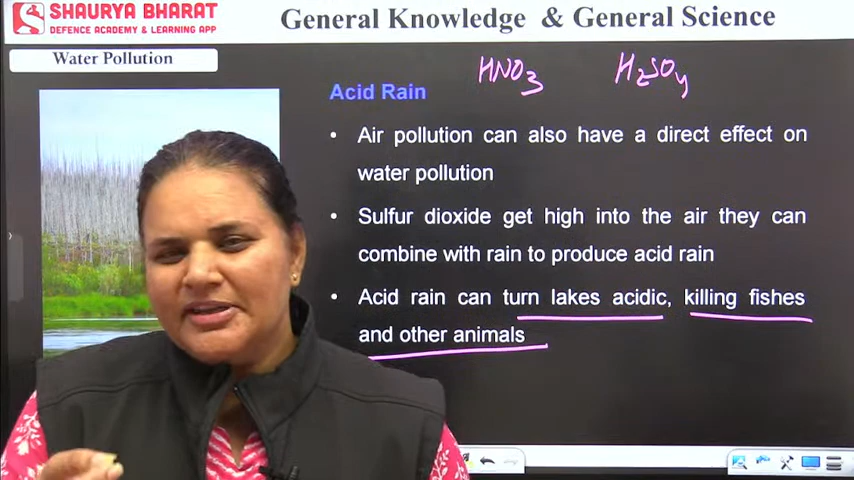 SHAURYA BHARAT
DEFENCE ACADEMY & LEARNING APP
General Knowledge & General Science
Water Pollution
HNO3 H2SO4
Acid Rain
• Air pollution can also have a direct effect on
water pollution
• Sulfur dioxide get high into the air they can
combine with rain to produce acid rain
• Acid rain can turn lakes acidic, killing fishes
and other animals